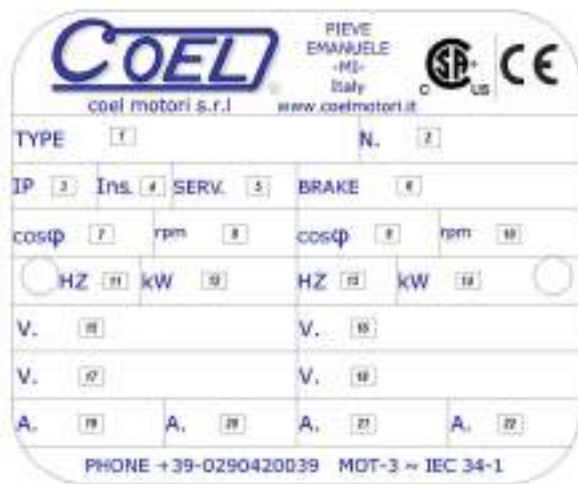 COEL
coel motori s.r.l
PIEVE
EMANUELE
-MI-
Italy
www.coelmotori.it
CSA + C US CE
TYPE 1 N. 2
IP 3 Ins. 4 SERV. 5 BRAKE 6
cosφ 7 rpm 8 cosφ 9 rpm 10
HZ 11 kW 12 HZ 13 kW 14
V. 15 V. 16
V. 17 V. 18
A. 19 A. 20 A. 21 A. 22
PHONE +39-0290420039 MOT-3 ~ IEC 34-1